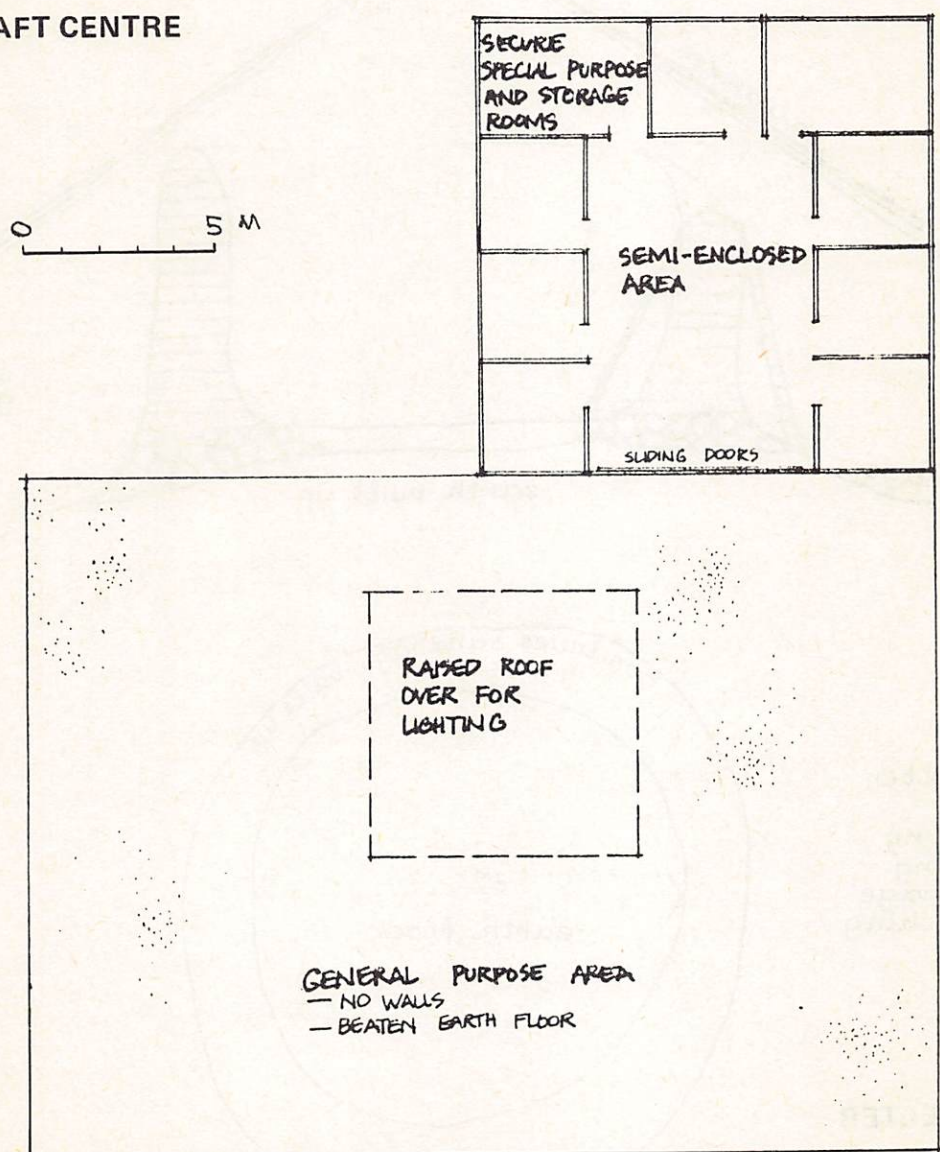 AFT CENTRE
SECURE
SPECIAL PURPOSE
AND STORAGE
ROOMS
0 5 M
SEMI-ENCLOSED
AREA
SLIDING DOORS
RAISED ROOF
OVER FOR
LIGHTING
GENERAL PURPOSE AREA
— NO WALLS
— BEATEN EARTH FLOOR